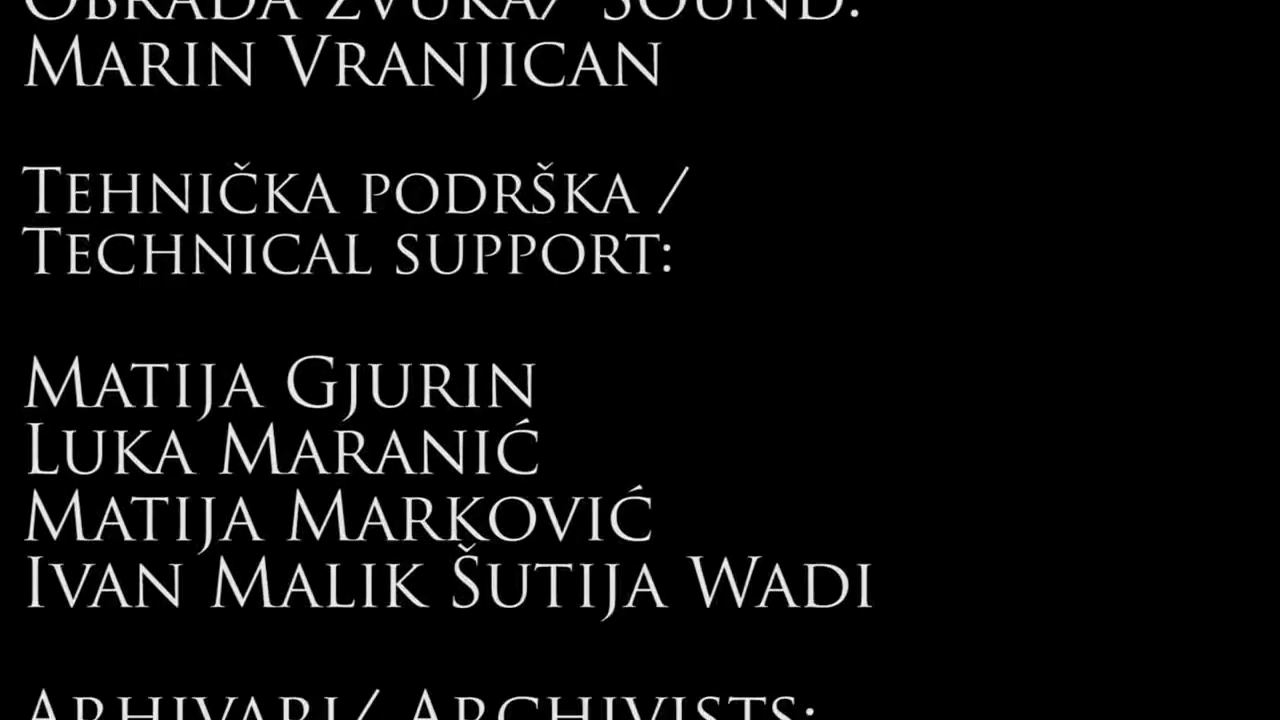 Obrada zvuka/ Sound:
Marin Vranjican
Tehnička podrška /
Technical support:
Matija Gjurin
Luka Maranić
Matija Marković
Ivan Malik Šutija Wadi
Arhivari/ Archivists: